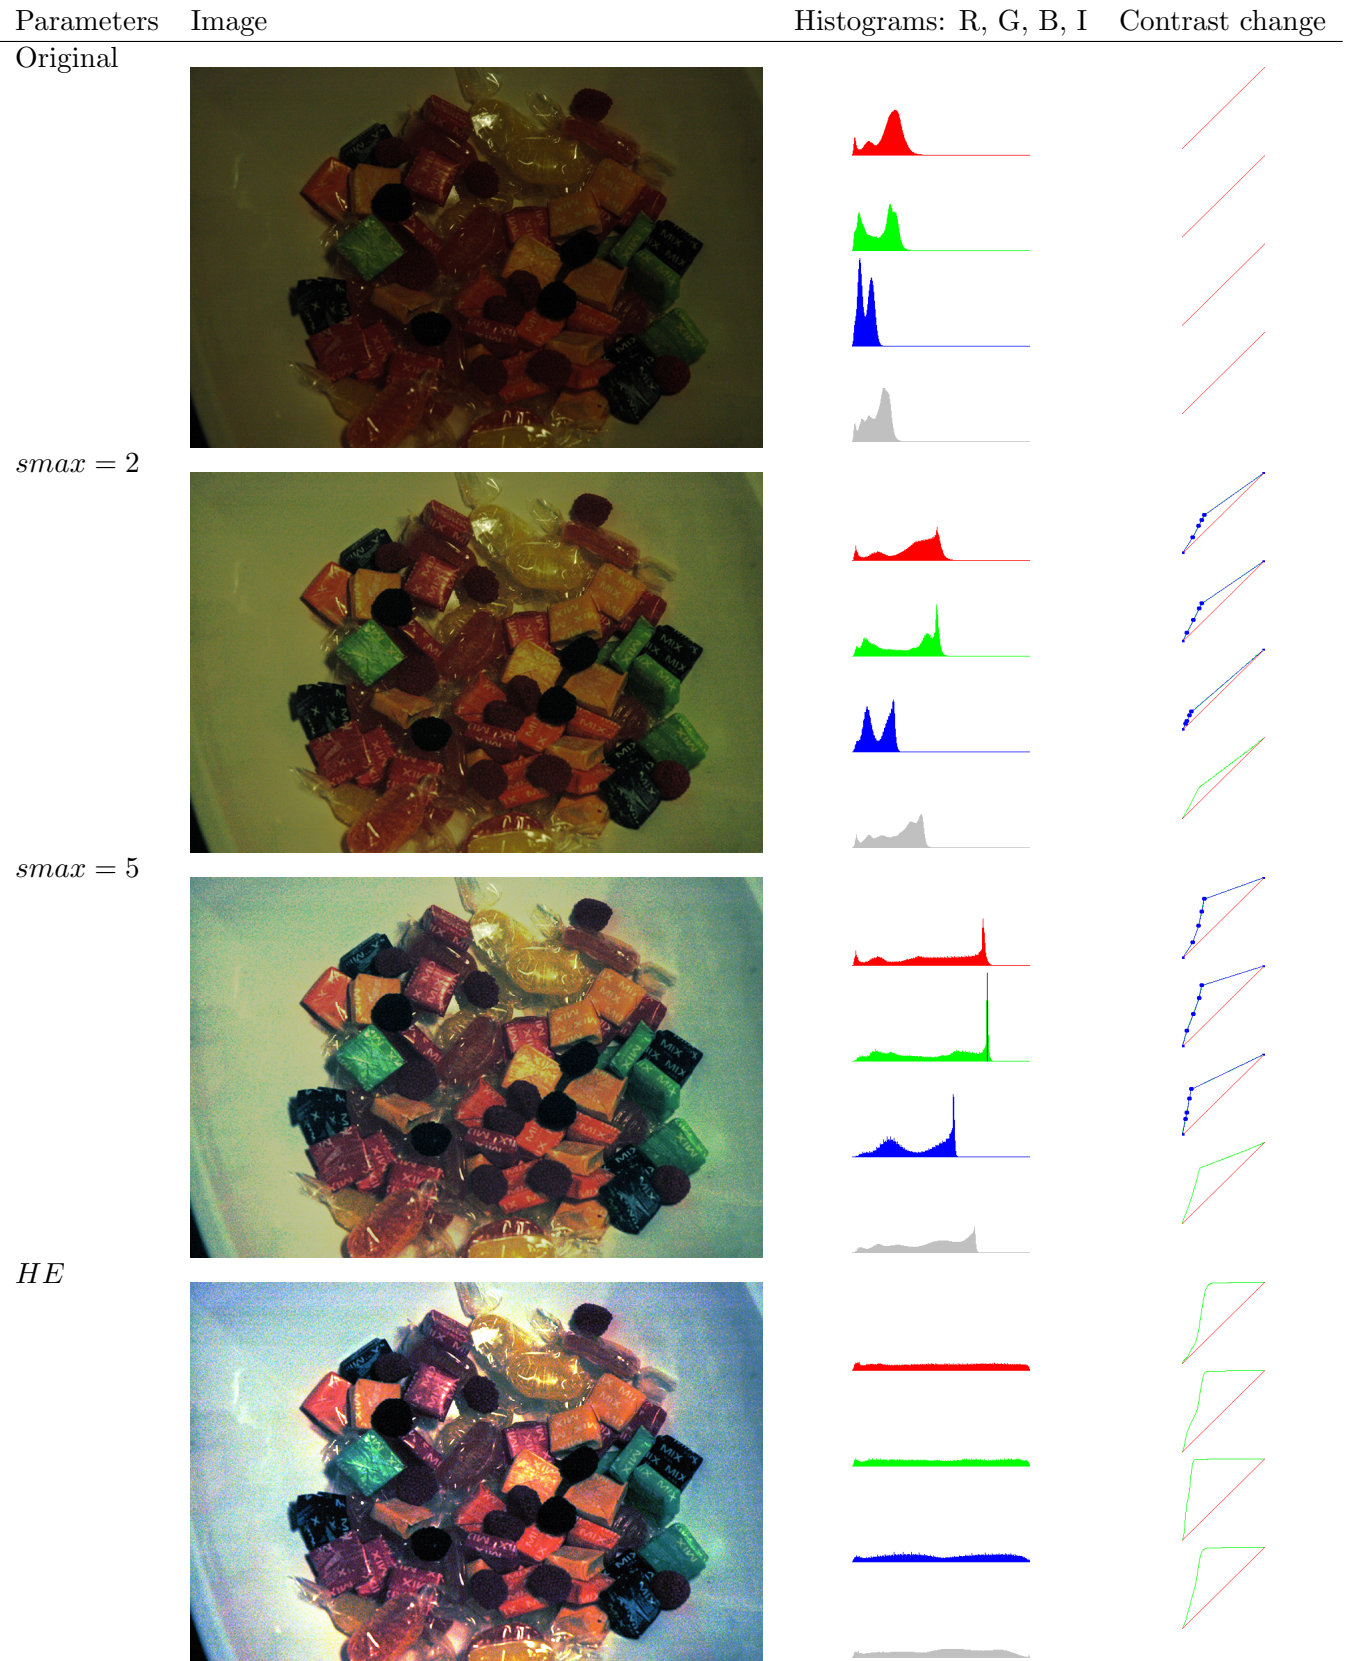 Parameters Image Histograms: R, G, B, I Contrast change
Original
smax = 2
smax = 5
HE